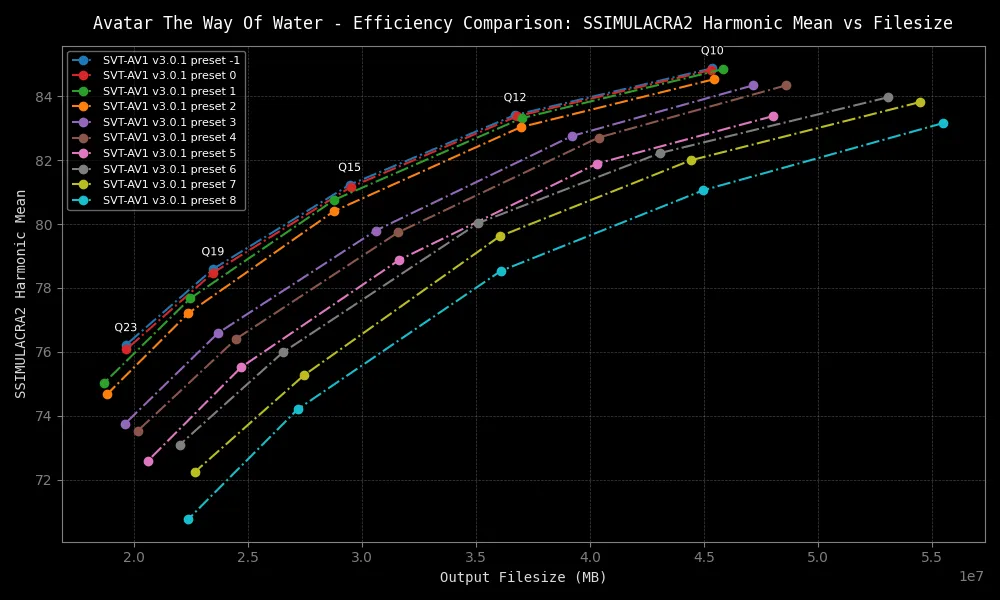 Avatar The Way Of Water - Efficiency Comparison: SSIMULACRA2 Harmonic Mean vs Filesize
SVT-AV1 v3.0.1 preset -1
SVT-AV1 v3.0.1 preset 0
SVT-AV1 v3.0.1 preset 1
SVT-AV1 v3.0.1 preset 2
SVT-AV1 v3.0.1 preset 3
SVT-AV1 v3.0.1 preset 4
SVT-AV1 v3.0.1 preset 5
SVT-AV1 v3.0.1 preset 6
SVT-AV1 v3.0.1 preset 7
SVT-AV1 v3.0.1 preset 8
Q10
Q12
Q15
Q19
Q23
SSIMULACRA2 Harmonic Mean
84
82
80
78
76
74
72
2.0 2.5 3.0 3.5 4.0 4.5 5.0 5.5
1e7
Output Filesize (MB)